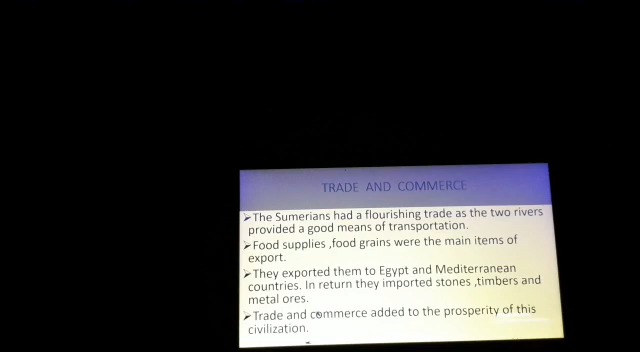 TRADE AND COMMERCE
➢The Sumerians had a flourishing trade as the two rivers
provided a good means of transportation.
➢Food supplies ,food grains were the main items of
export.
➢They exported them to Egypt and Mediterranean
countries. In return they imported stones ,timbers and
metal ores.
➢Trade and commerce added to the prosperity of this
civilization.